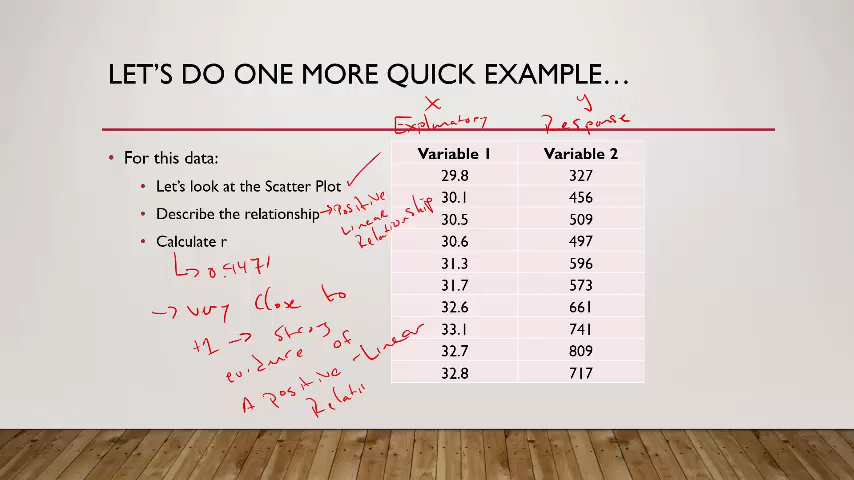 LET'S DO ONE MORE QUICK EXAMPLE...
X
y
Explanatory
Response
• For this data:
• Let's look at the Scatter Plot
• Describe the relationship → Positive
Linear
Relationship
• Calculate r
0.9471
→ very close to
+1 → strong
evidence of
A positive - Linear
Relati
Variable 1 Variable 2
29.8 327
30.1 456
30.5 509
30.6 497
31.3 596
31.7 573
32.6 661
33.1 741
32.7 809
32.8 717